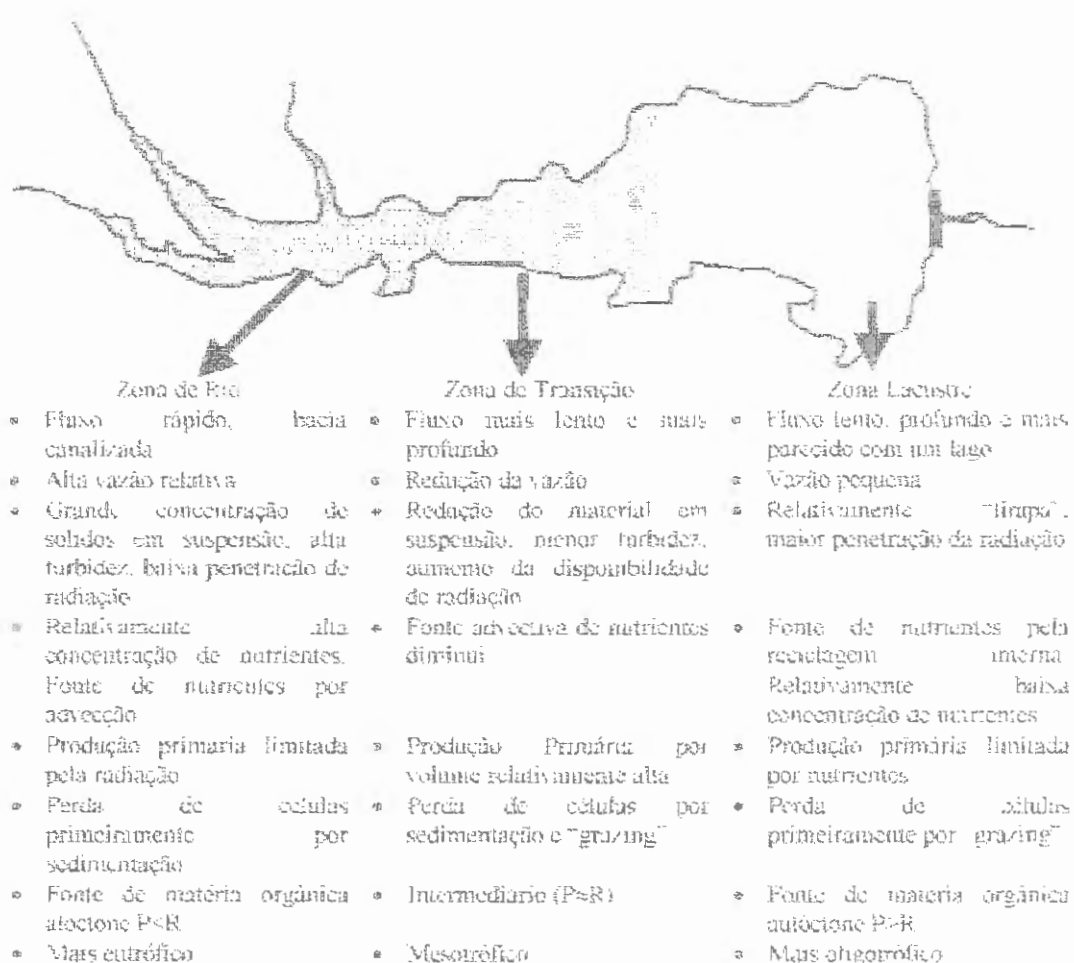 Zona de Rio
Fluxo rápido, bacia
canalizada
Alta vazão relativa
Grande concentração de
sólidos em suspensão, alta
turbidez, baixa penetração de
radiação
Relativamente alta
concentração de nutrientes.
Fonte de nutrientes por
advecção
Produção primaria limitada
pela radiação
Perda de celulas
primeiramente por
sedimentação
Fonte de matéria orgânica
aloctone P<R
Mais eutrófico
Zona de Transição
Fluxo mais lento e mais
profundo
Redução da vazão
Redução do material em
suspensão, menor turbidez,
aumento da disponibilidade
de radiação
Fonte advectiva de nutrientes
diminui
Produção Primária por
volume relativamente alta
Perda de células por
sedimentação e "grazing"
Intermediário (P≈R)
Mesotrófico
Zona Lacustre
Fluxo lento, profundo e mais
parecido com um lago
Vazão pequena
Relativamente "limpa",
maior penetração da radiação
Fonte de nutrientes pela
reciclagem interna
Relativamente baixa
concentração de nutrientes
Produção primária limitada
por nutrientes
Perda de células
primeiramente por "grazing"
Fonte de materia orgânica
autóctone P>R
Mais oligotrófico